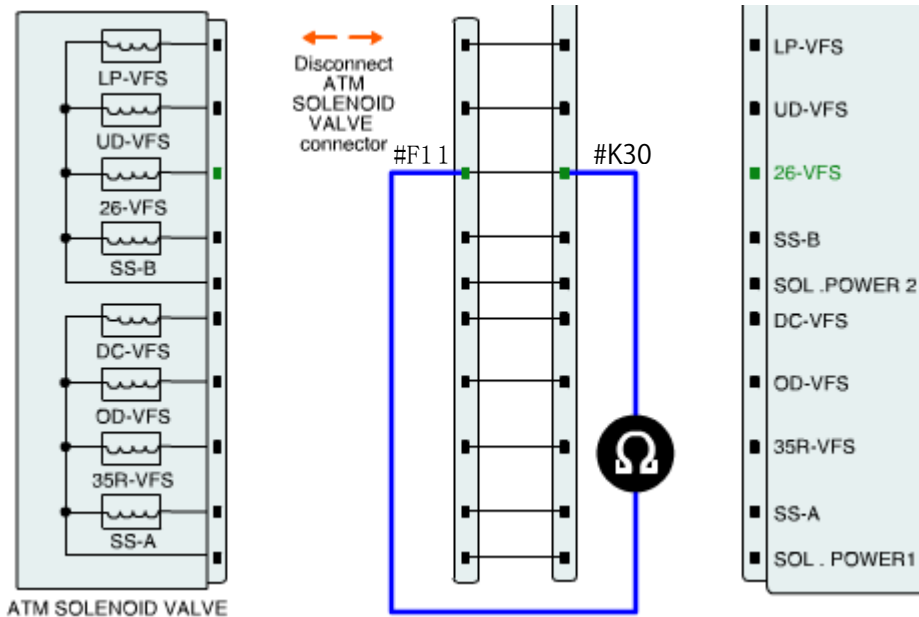 LP-VFS
UD-VFS
26-VFS
SS-B
DC-VFS
OD-VFS
35R-VFS
SS-A
ATM SOLENOID VALVE
Disconnect
ATM
SOLENOID
VALVE
connector
#F11
#K30
Ω
LP-VFS
UD-VFS
26-VFS
SS-B
SOL .POWER 2
DC-VFS
OD-VFS
35R-VFS
SS-A
SOL . POWER1